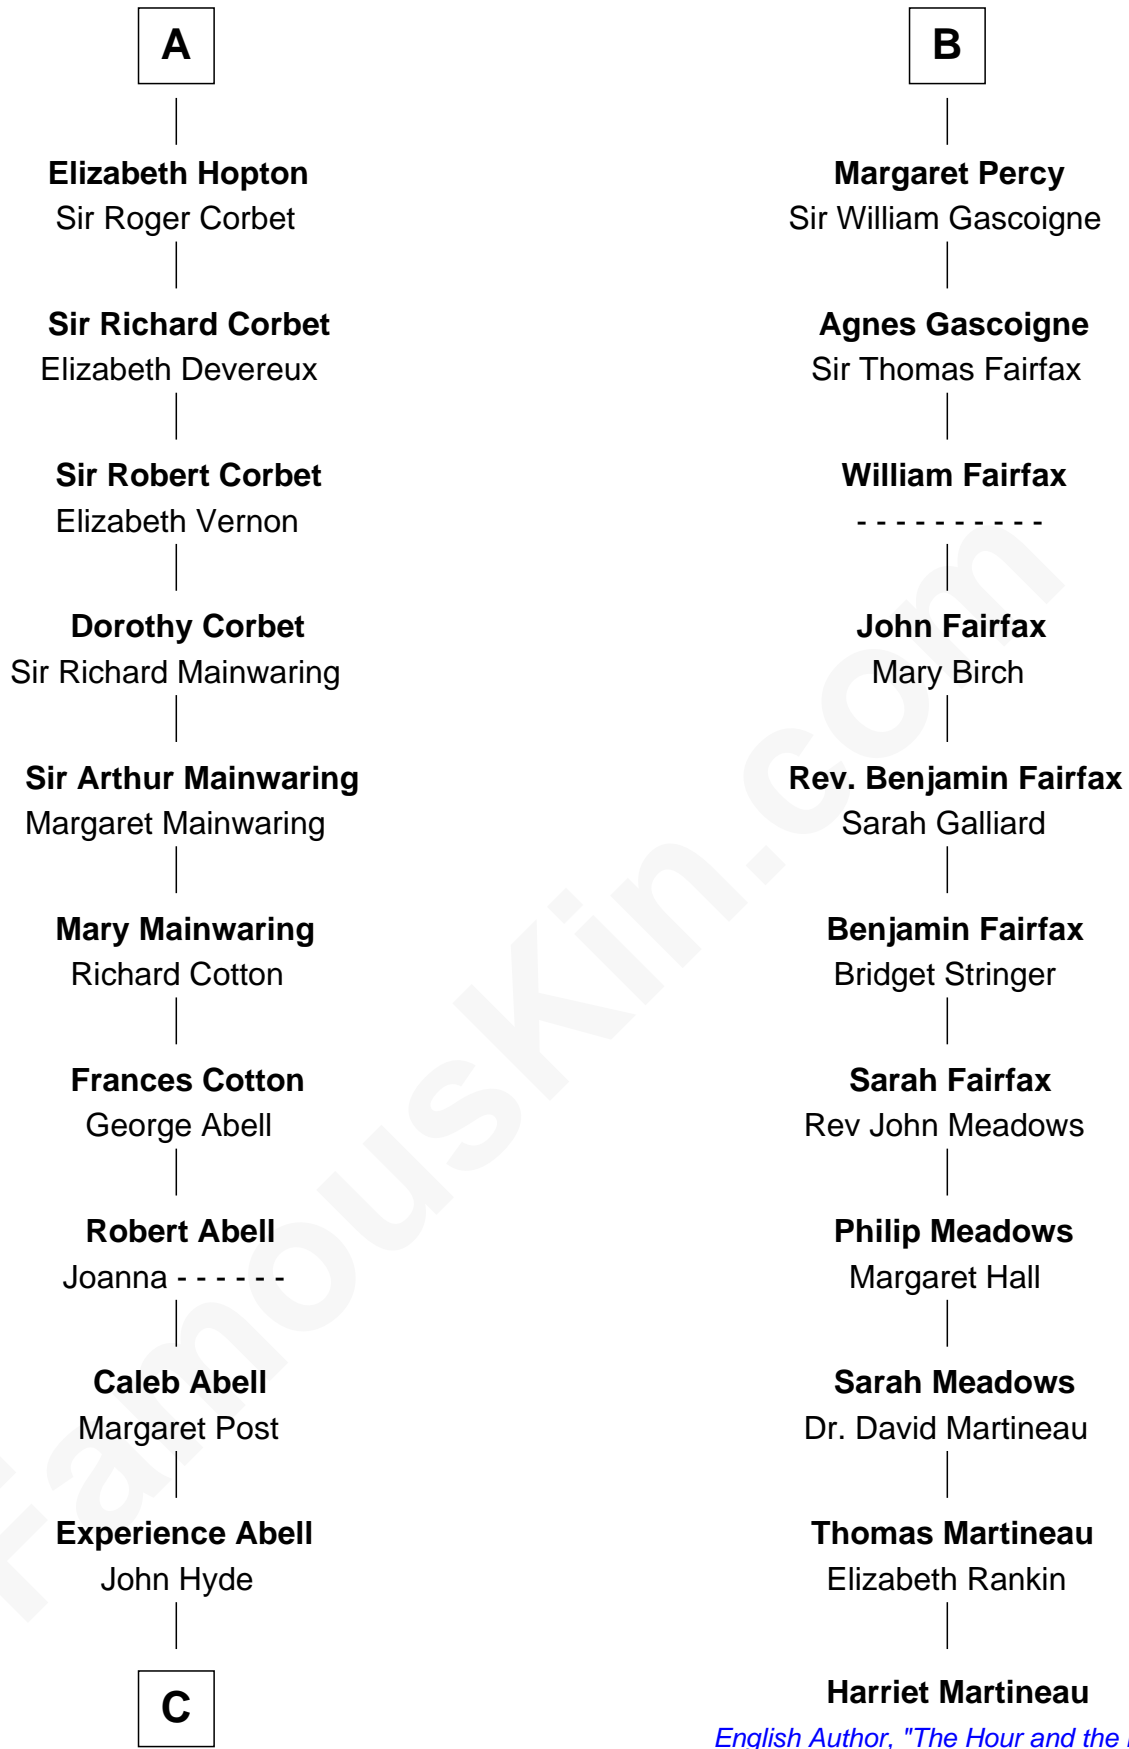 A
Elizabeth Hopton
Sir Roger Corbet
Sir Richard Corbet
Elizabeth Devereux
Sir Robert Corbet
Elizabeth Vernon
Dorothy Corbet
Sir Richard Mainwaring
Sir Arthur Mainwaring
Margaret Mainwaring
Mary Mainwaring
Richard Cotton
Frances Cotton
George Abell
Robert Abell
Joanna - - - - - -
Caleb Abell
Margaret Post
Experience Abell
John Hyde
C
B
Margaret Percy
Sir William Gascoigne
Agnes Gascoigne
Sir Thomas Fairfax
William Fairfax
- - - - - - - - - -
John Fairfax
Mary Birch
Rev. Benjamin Fairfax
Sarah Galliard
Benjamin Fairfax
Bridget Stringer
Sarah Fairfax
Rev John Meadows
Philip Meadows
Margaret Hall
Sarah Meadows
Dr. David Martineau
Thomas Martineau
Elizabeth Rankin
Harriet Martineau
English Author, "The Hour and the
FamousKin.com